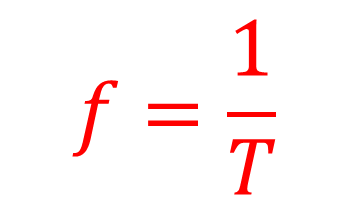 f = 1/T